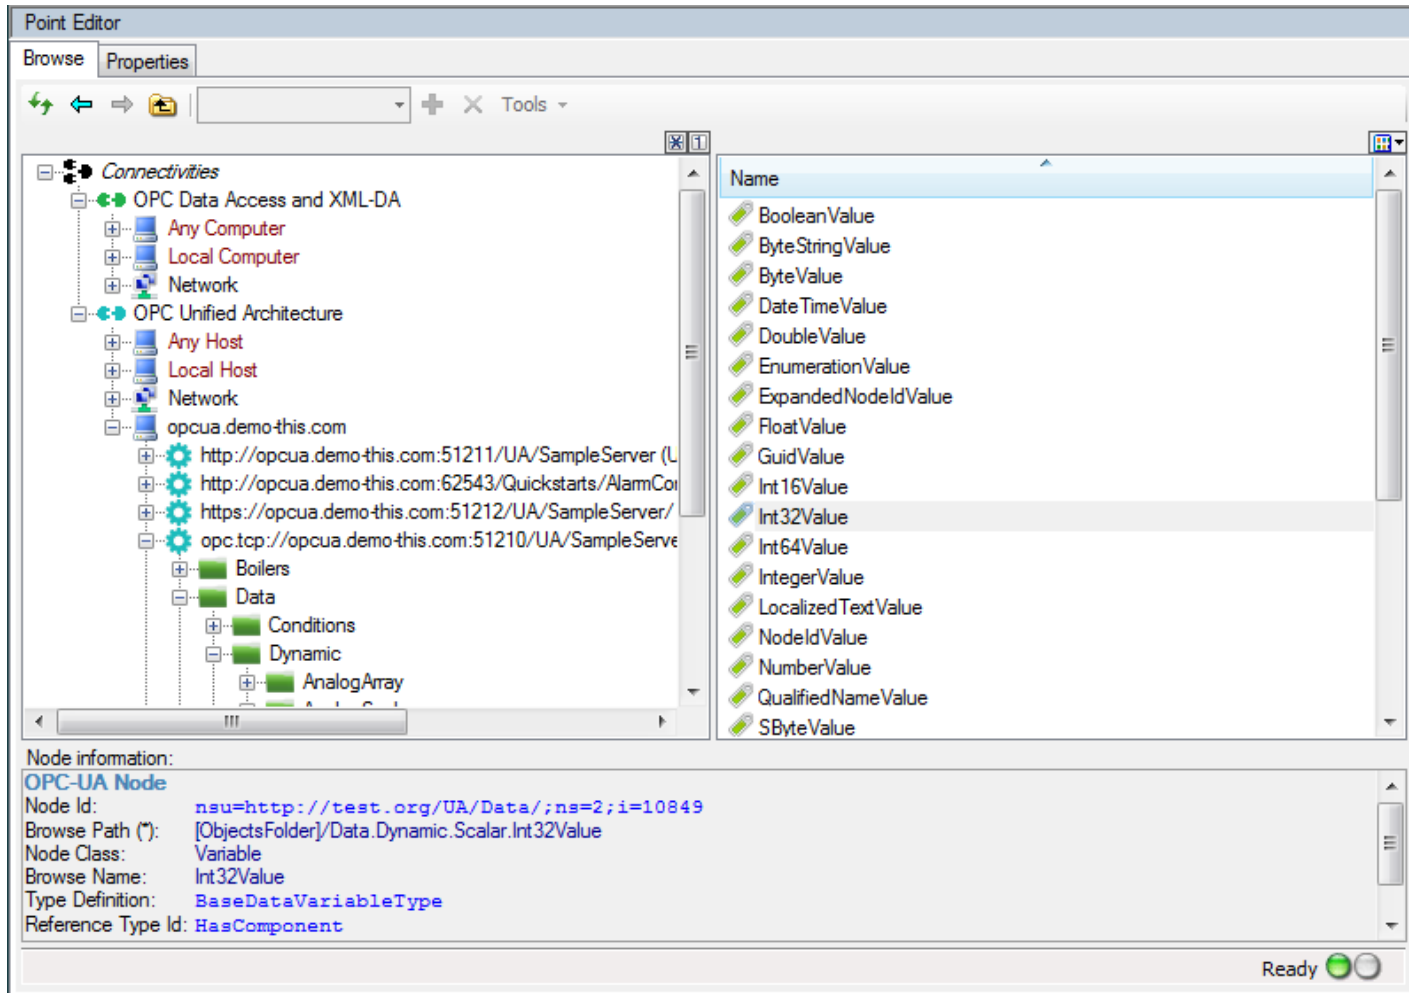 Point Editor
Browse Properties
Tools
Connectivities
OPC Data Access and XML-DA
Any Computer
Local Computer
Network
OPC Unified Architecture
Any Host
Local Host
Network
opcua.demo-this.com
http://opcua.demo-this.com:51211/UA/SampleServer (U
http://opcua.demo-this.com:62543/Quickstarts/AlarmCo
https://opcua.demo-this.com:51212/UA/SampleServer/
opc.tcp://opcua.demo-this.com:51210/UA/SampleServe
Boilers
Data
Conditions
Dynamic
AnalogArray
Name
BooleanValue
ByteStringValue
ByteValue
DateTimeValue
DoubleValue
EnumerationValue
ExpandedNodeIdValue
FloatValue
GuidValue
Int16Value
Int32Value
Int64Value
IntegerValue
LocalizedTextValue
NodeIdValue
NumberValue
QualifiedNameValue
SByteValue
Node information:
OPC-UA Node
Node Id: nsu=http://test.org/UA/Data/;ns=2;i=10849
Browse Path (*): [ObjectsFolder]/Data.Dynamic.Scalar.Int32Value
Node Class: Variable
Browse Name: Int32Value
Type Definition: BaseDataVariableType
Reference Type Id: HasComponent
Ready